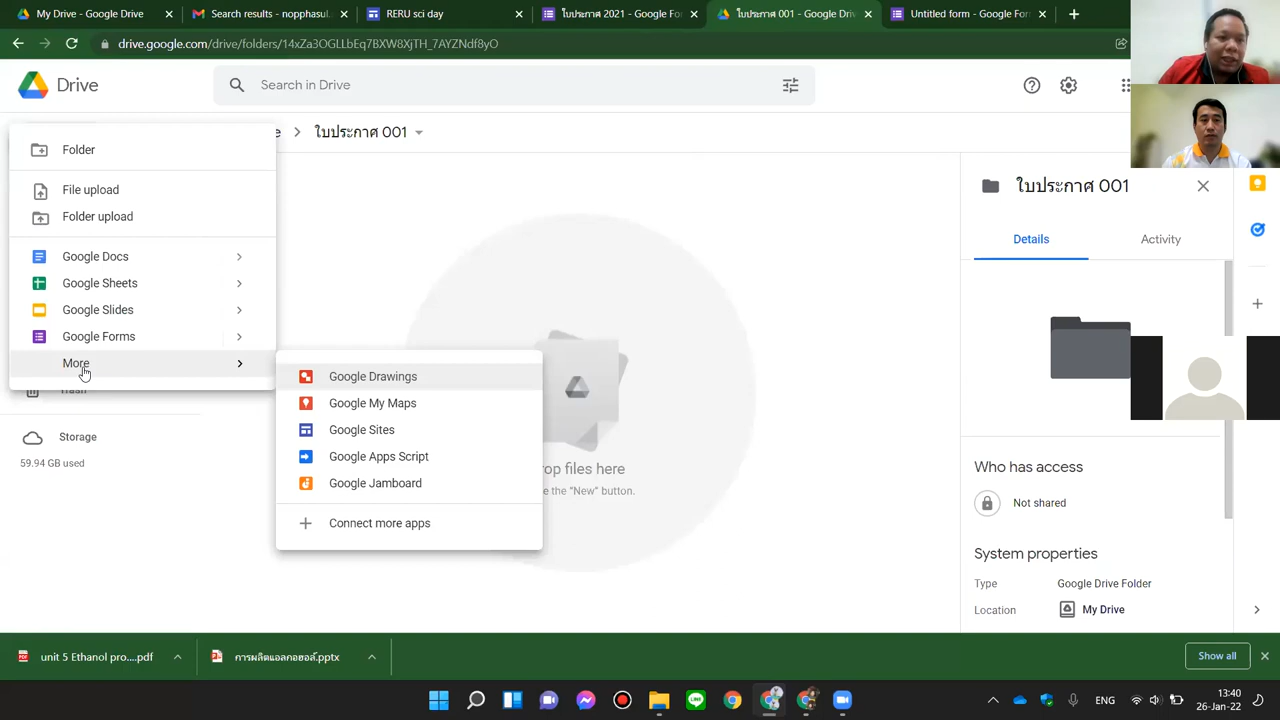 My Drive - Google Drive
Search results - nopphasul.
RERU sci day
ใบประกาศ 2021 - Google Fo
ใบประกาศ 001 - Google Driv
Untitled form - Google Form
drive.google.com/drive/folders/14xZa3OGLLbEq7BXW8XjTH_7AYZNdf8yO
Drive
Search in Drive
ใบประกาศ 001
Folder
File upload
Folder upload
Google Docs
Google Sheets
Google Slides
Google Forms
More
Google Drawings
Google My Maps
Google Sites
Google Apps Script
Google Jamboard
Connect more apps
Trash
Storage
59.94 GB used
rop files here
e the "New" button.
ใบประกาศ 001
Details
Activity
Who has access
Not shared
System properties
Type
Google Drive Folder
Location
My Drive
unit 5 Ethanol pro....pdf
การผลิตแอลกอฮอล์.pptx
Show all
ENG
13:40
26-Jan-22